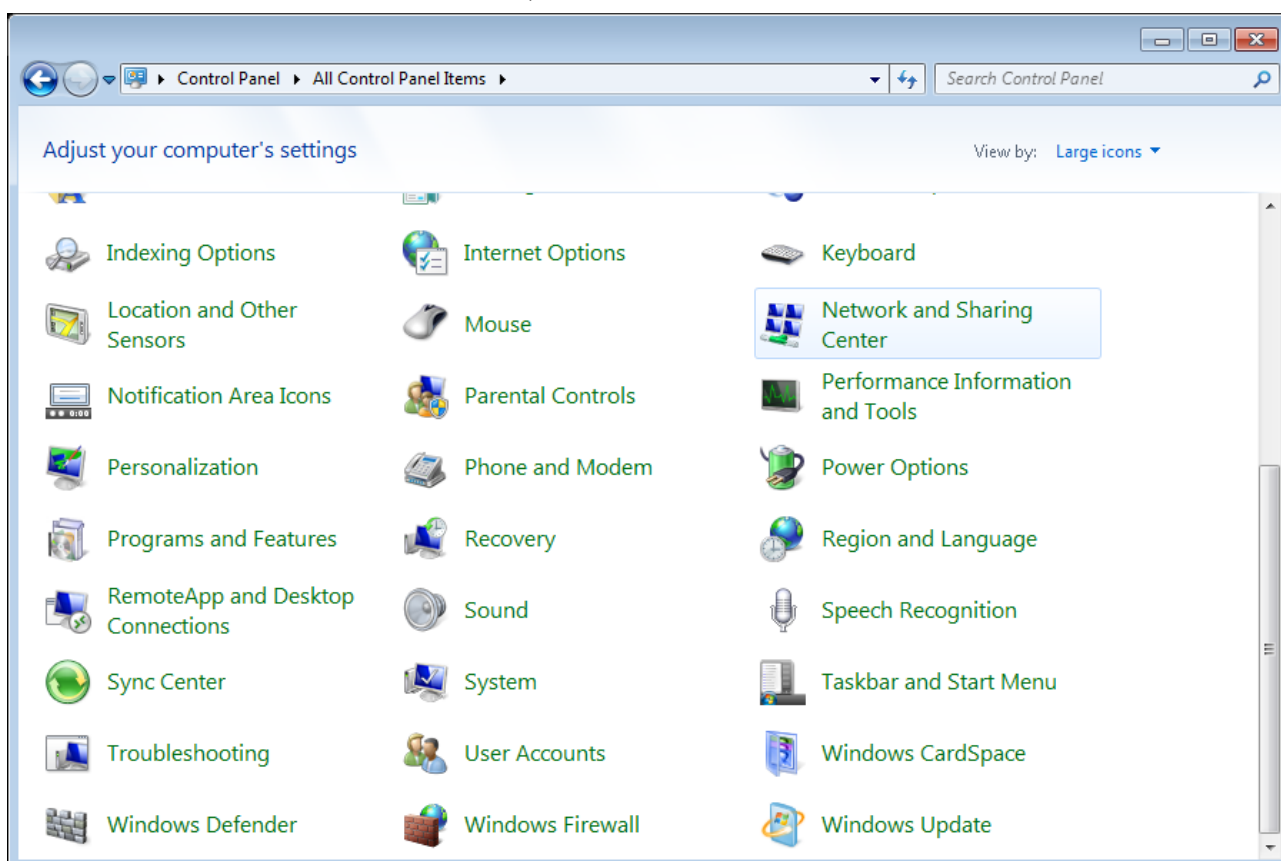 Control Panel
All Control Panel Items
Search Control Panel
Adjust your computer's settings
View by:
Large icons
Indexing Options
Internet Options
Keyboard
Location and Other
Sensors
Mouse
Network and Sharing
Center
Notification Area Icons
Parental Controls
Performance Information
and Tools
Personalization
Phone and Modem
Power Options
Programs and Features
Recovery
Region and Language
RemoteApp and Desktop
Connections
Sound
Speech Recognition
Sync Center
System
Taskbar and Start Menu
Troubleshooting
User Accounts
Windows CardSpace
Windows Defender
Windows Firewall
Windows Update